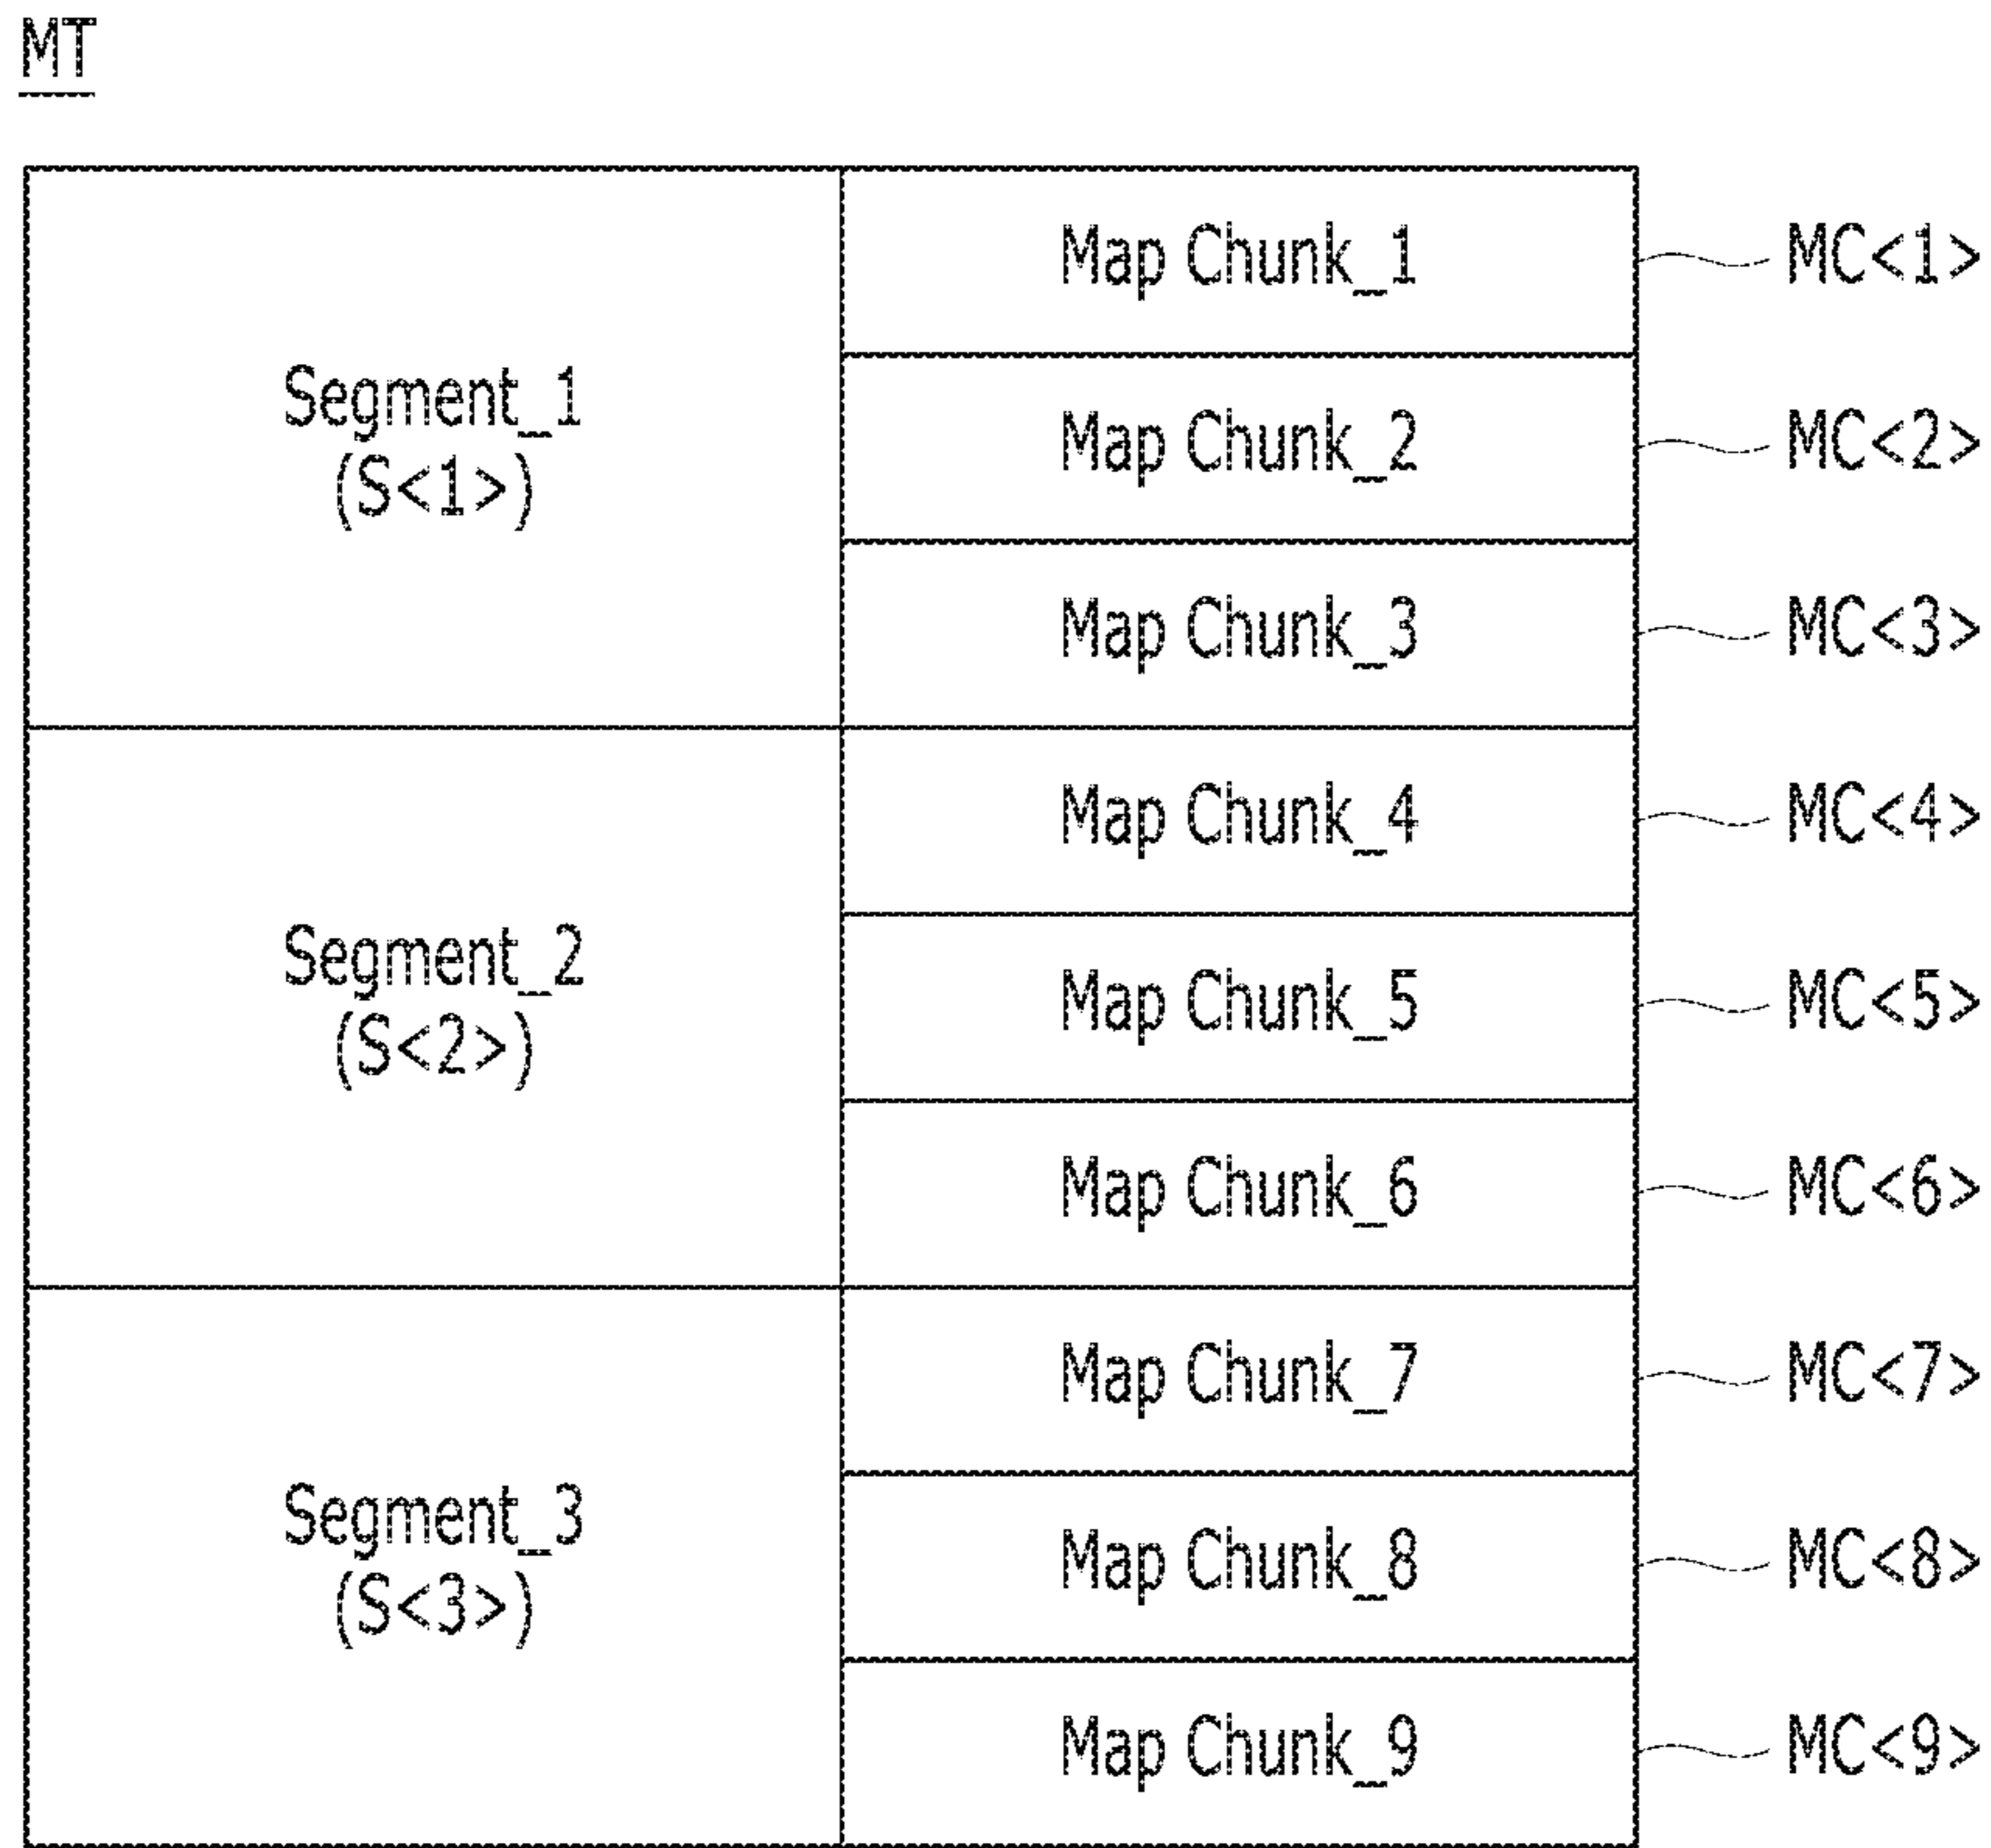 MT
Segment_1
(S<1>)
Map Chunk_1
MC<1>
Map Chunk_2
MC<2>
Map Chunk_3
MC<3>
Segment_2
(S<2>)
Map Chunk_4
MC<4>
Map Chunk_5
MC<5>
Map Chunk_6
MC<6>
Segment_3
(S<3>)
Map Chunk_7
MC<7>
Map Chunk_8
MC<8>
Map Chunk_9
MC<9>